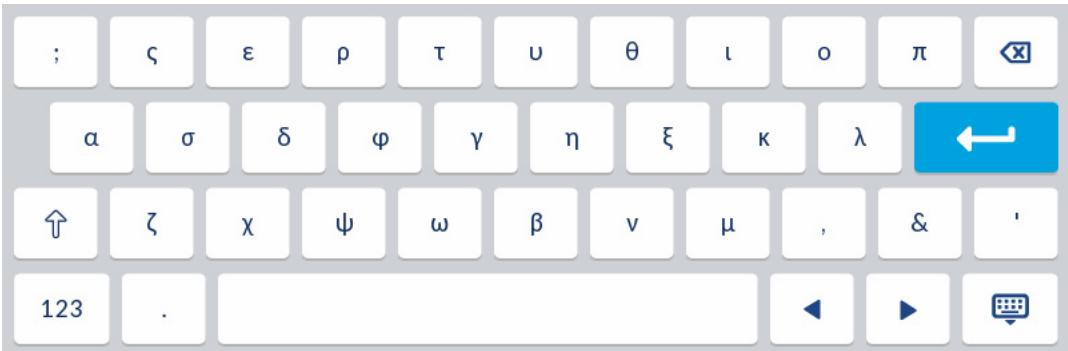 ; ς ε ρ τ υ θ ι ο π
α σ δ φ γ η ξ κ λ
ζ χ ψ ω β ν μ , & '
123 .